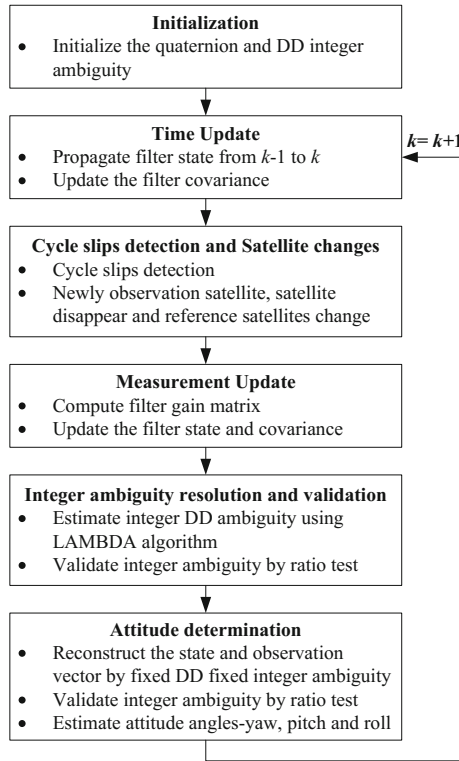 Initialization
• Initialize the quaternion and DD integer
ambiguity
Time Update
• Propagate filter state from k-1 to k
• Update the filter covariance
k= k+1
Cycle slips detection and Satellite changes
• Cycle slips detection
• Newly observation satellite, satellite
disappear and reference satellites change
Measurement Update
• Compute filter gain matrix
• Update the filter state and covariance
Integer ambiguity resolution and validation
• Estimate integer DD ambiguity using
LAMBDA algorithm
• Validate integer ambiguity by ratio test
Attitude determination
• Reconstruct the state and observation
vector by fixed DD fixed integer ambiguity
• Validate integer ambiguity by ratio test
• Estimate attitude angles-yaw, pitch and roll